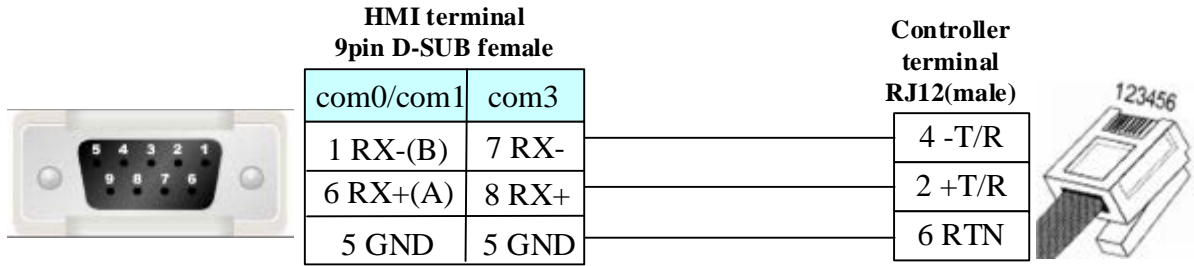 HMI terminal
9pin D-SUB female
com0/com1 com3
1 RX-(B) 7 RX-
6 RX+(A) 8 RX+
5 GND 5 GND
Controller
terminal
RJ12(male)
4 -T/R
2 +T/R
6 RTN
5 4 3 2 1
9 8 7 6
123456